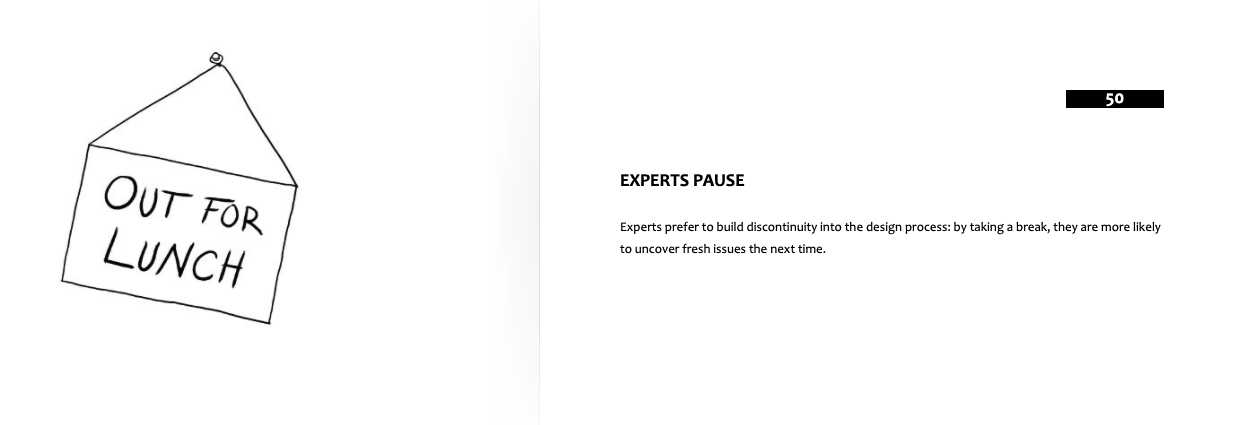 OUT FOR
LUNCH
50
EXPERTS PAUSE
Experts prefer to build discontinuity into the design process: by taking a break, they are more likely
to uncover fresh issues the next time.